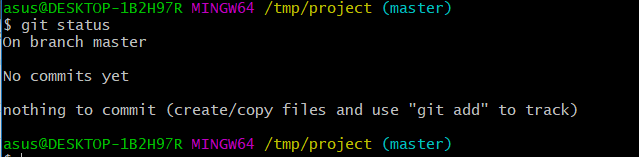 asus@DESKTOP-1B2H97R MINGW64 /tmp/project (master)
$ git status
On branch master
No commits yet
nothing to commit (create/copy files and use "git add" to track)
asus@DESKTOP-1B2H97R MINGW64 /tmp/project (master)
$